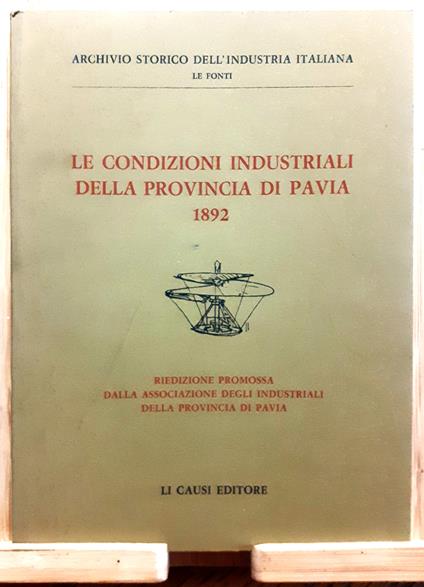 ARCHIVIO STORICO DELL'INDUSTRIA ITALIANA
LE FONTI
LE CONDIZIONI INDUSTRIALI
DELLA PROVINCIA DI PAVIA
1892
RIEDIZIONE PROMOSSA
DALLA ASSOCIAZIONE DEGLI INDUSTRIALI
DELLA PROVINCIA DI PAVIA
LI CAUSI EDITORE